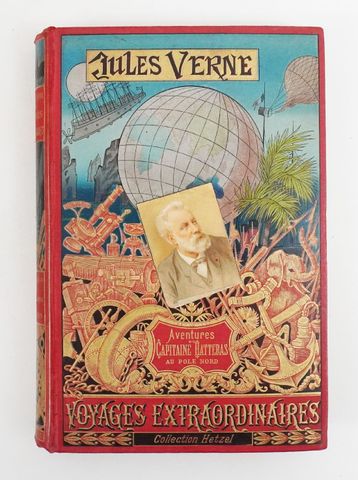 JULES VERNE
Aventures
DU
CAPITAINE HATTERAS
AU POLE NORD
VOYAGES EXTRAORDINAIRES
Collection Hetzel